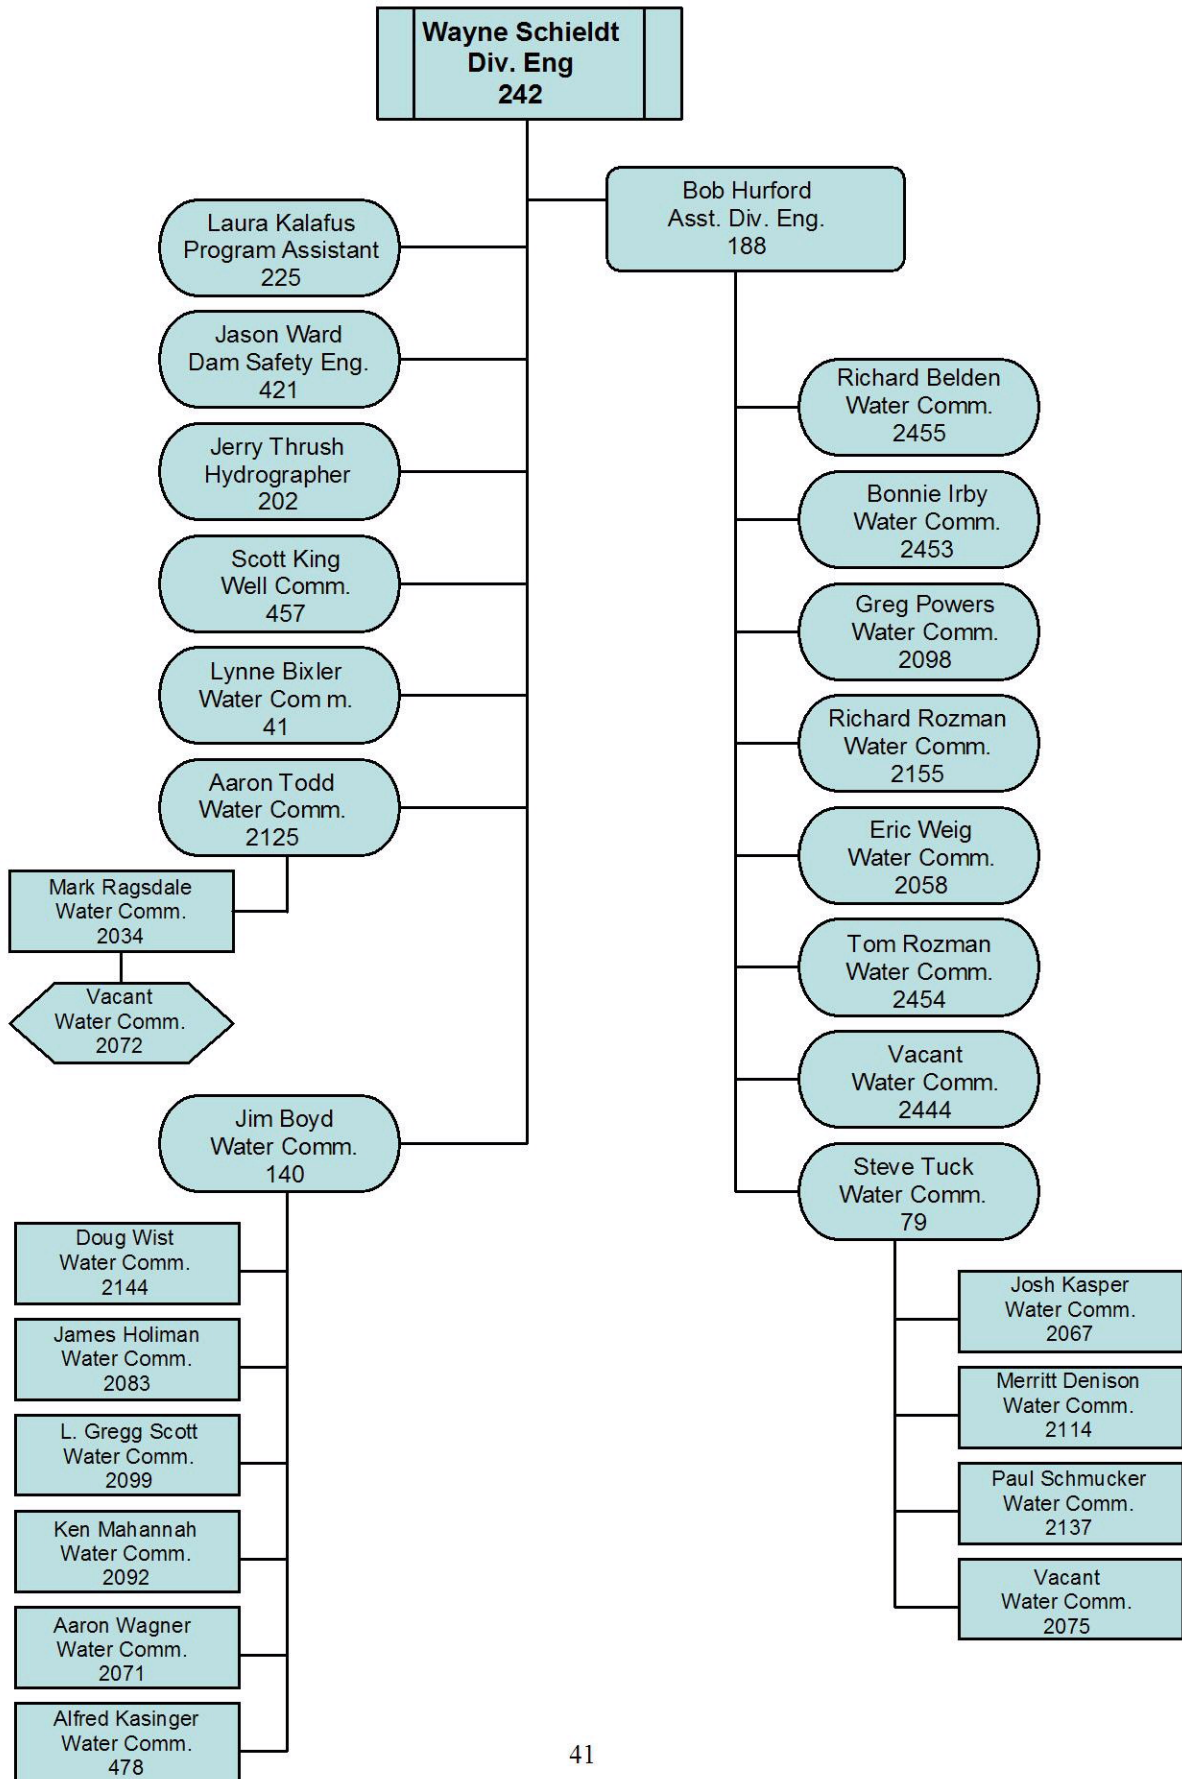 Wayne Schieldt
Div. Eng
242
Bob Hurford
Asst. Div. Eng.
188
Laura Kalafus
Program Assistant
225
Jason Ward
Dam Safety Eng.
421
Jerry Thrush
Hydrographer
202
Scott King
Well Comm.
457
Lynne Bixler
Water Com m.
41
Aaron Todd
Water Comm.
2125
Mark Ragsdale
Water Comm.
2034
Vacant
Water Comm.
2072
Jim Boyd
Water Comm.
140
Doug Wist
Water Comm.
2144
James Holiman
Water Comm.
2083
L. Gregg Scott
Water Comm.
2099
Ken Mahannah
Water Comm.
2092
Aaron Wagner
Water Comm.
2071
Alfred Kasinger
Water Comm.
478
Richard Belden
Water Comm.
2455
Bonnie Irby
Water Comm.
2453
Greg Powers
Water Comm.
2098
Richard Rozman
Water Comm.
2155
Eric Weig
Water Comm.
2058
Tom Rozman
Water Comm.
2454
Vacant
Water Comm.
2444
Steve Tuck
Water Comm.
79
Josh Kasper
Water Comm.
2067
Merritt Denison
Water Comm.
2114
Paul Schmucker
Water Comm.
2137
Vacant
Water Comm.
2075
41